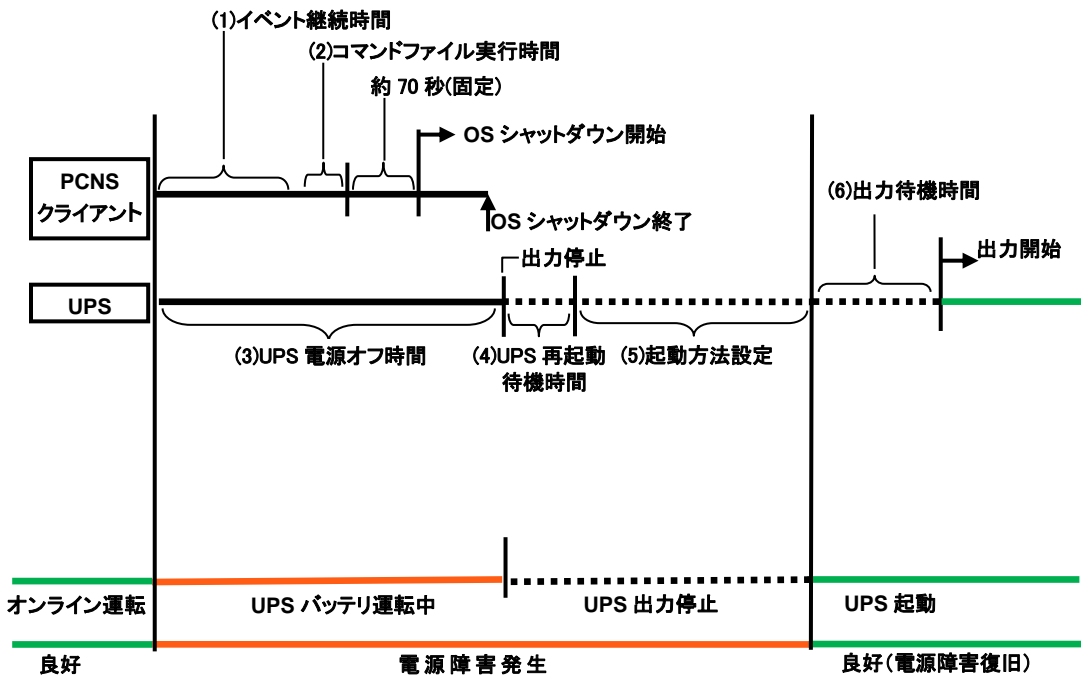 (1)イベント継続時間
(2)コマンドファイル実行時間
約 70 秒(固定)
OS シャットダウン開始
PCNS
クライアント
(6)出力待機時間
OS シャットダウン終了
出力停止
出力開始
UPS
(3)UPS 電源オフ時間
(4)UPS 再起動
待機時間
(5)起動方法設定
オンライン運転
UPS バッテリ運転中
UPS 出力停止
UPS 起動
良好
電源障害発生
良好(電源障害復旧)